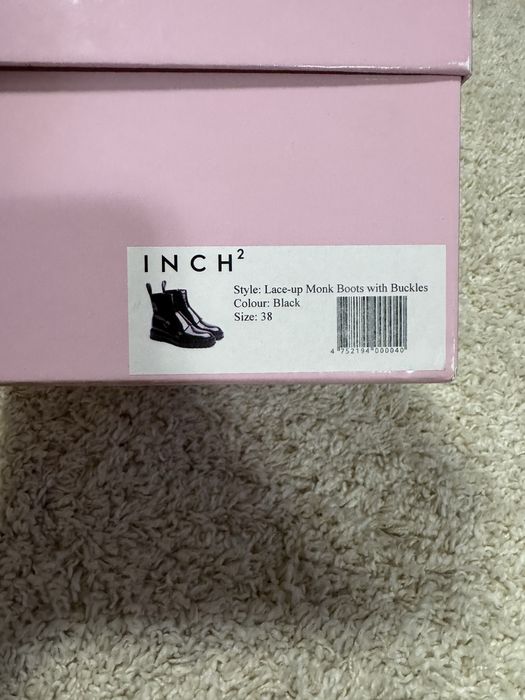 INCH²
Style: Lace-up Monk Boots with Buckles
Colour: Black
Size: 38
4 752194 000040